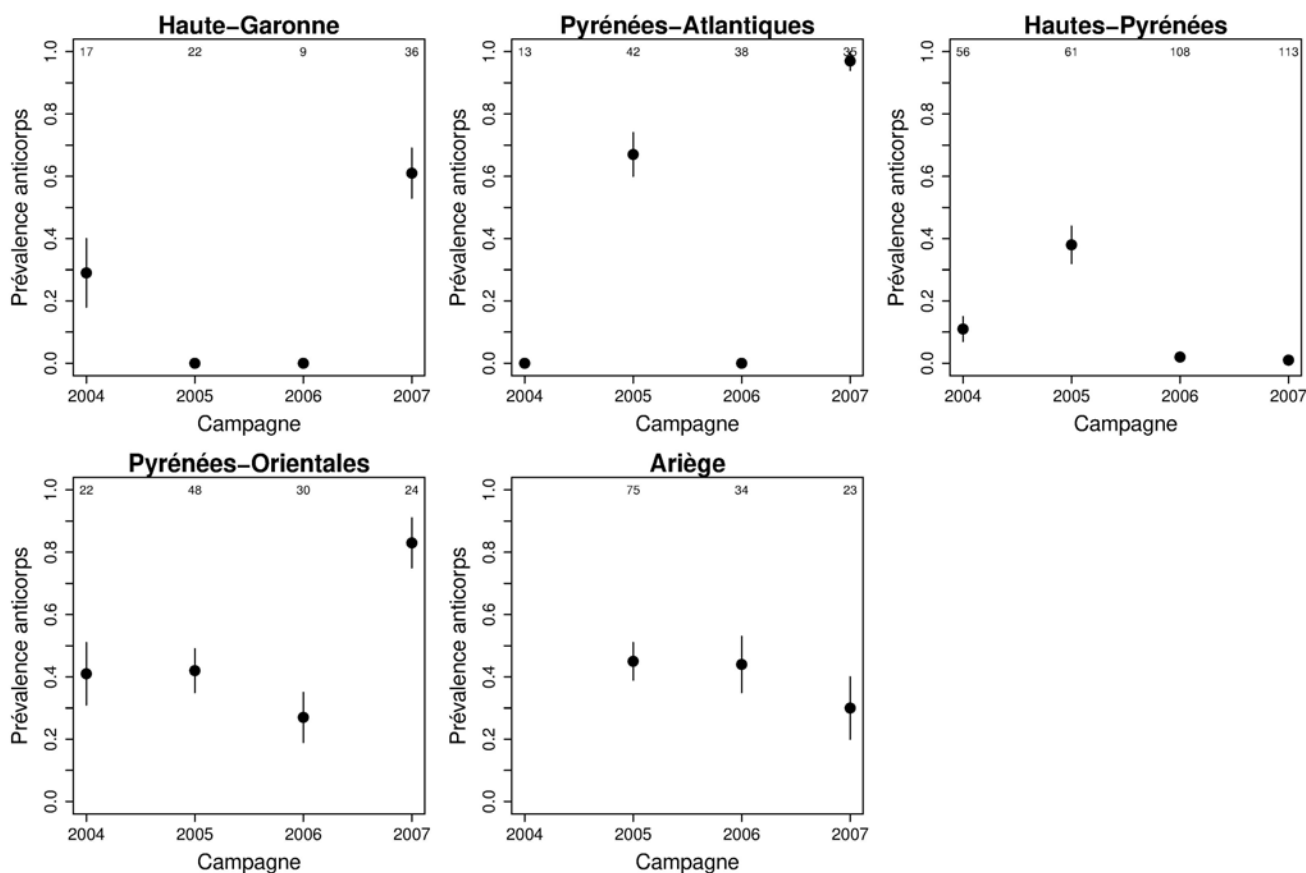 Haute−Garonne
17 22 9 36
Prévalence anticorps
1.0
0.8
0.6
0.4
0.2
0.0
2004 2005 2006 2007
Campagne
Pyrénées−Atlantiques
13 42 38 35
Prévalence anticorps
1.0
0.8
0.6
0.4
0.2
0.0
2004 2005 2006 2007
Campagne
Hautes−Pyrénées
56 61 108 113
Prévalence anticorps
1.0
0.8
0.6
0.4
0.2
0.0
2004 2005 2006 2007
Campagne
Pyrénées−Orientales
22 48 30 24
Prévalence anticorps
1.0
0.8
0.6
0.4
0.2
0.0
2004 2005 2006 2007
Campagne
Ariège
75 34 23
Prévalence anticorps
1.0
0.8
0.6
0.4
0.2
0.0
2004 2005 2006 2007
Campagne